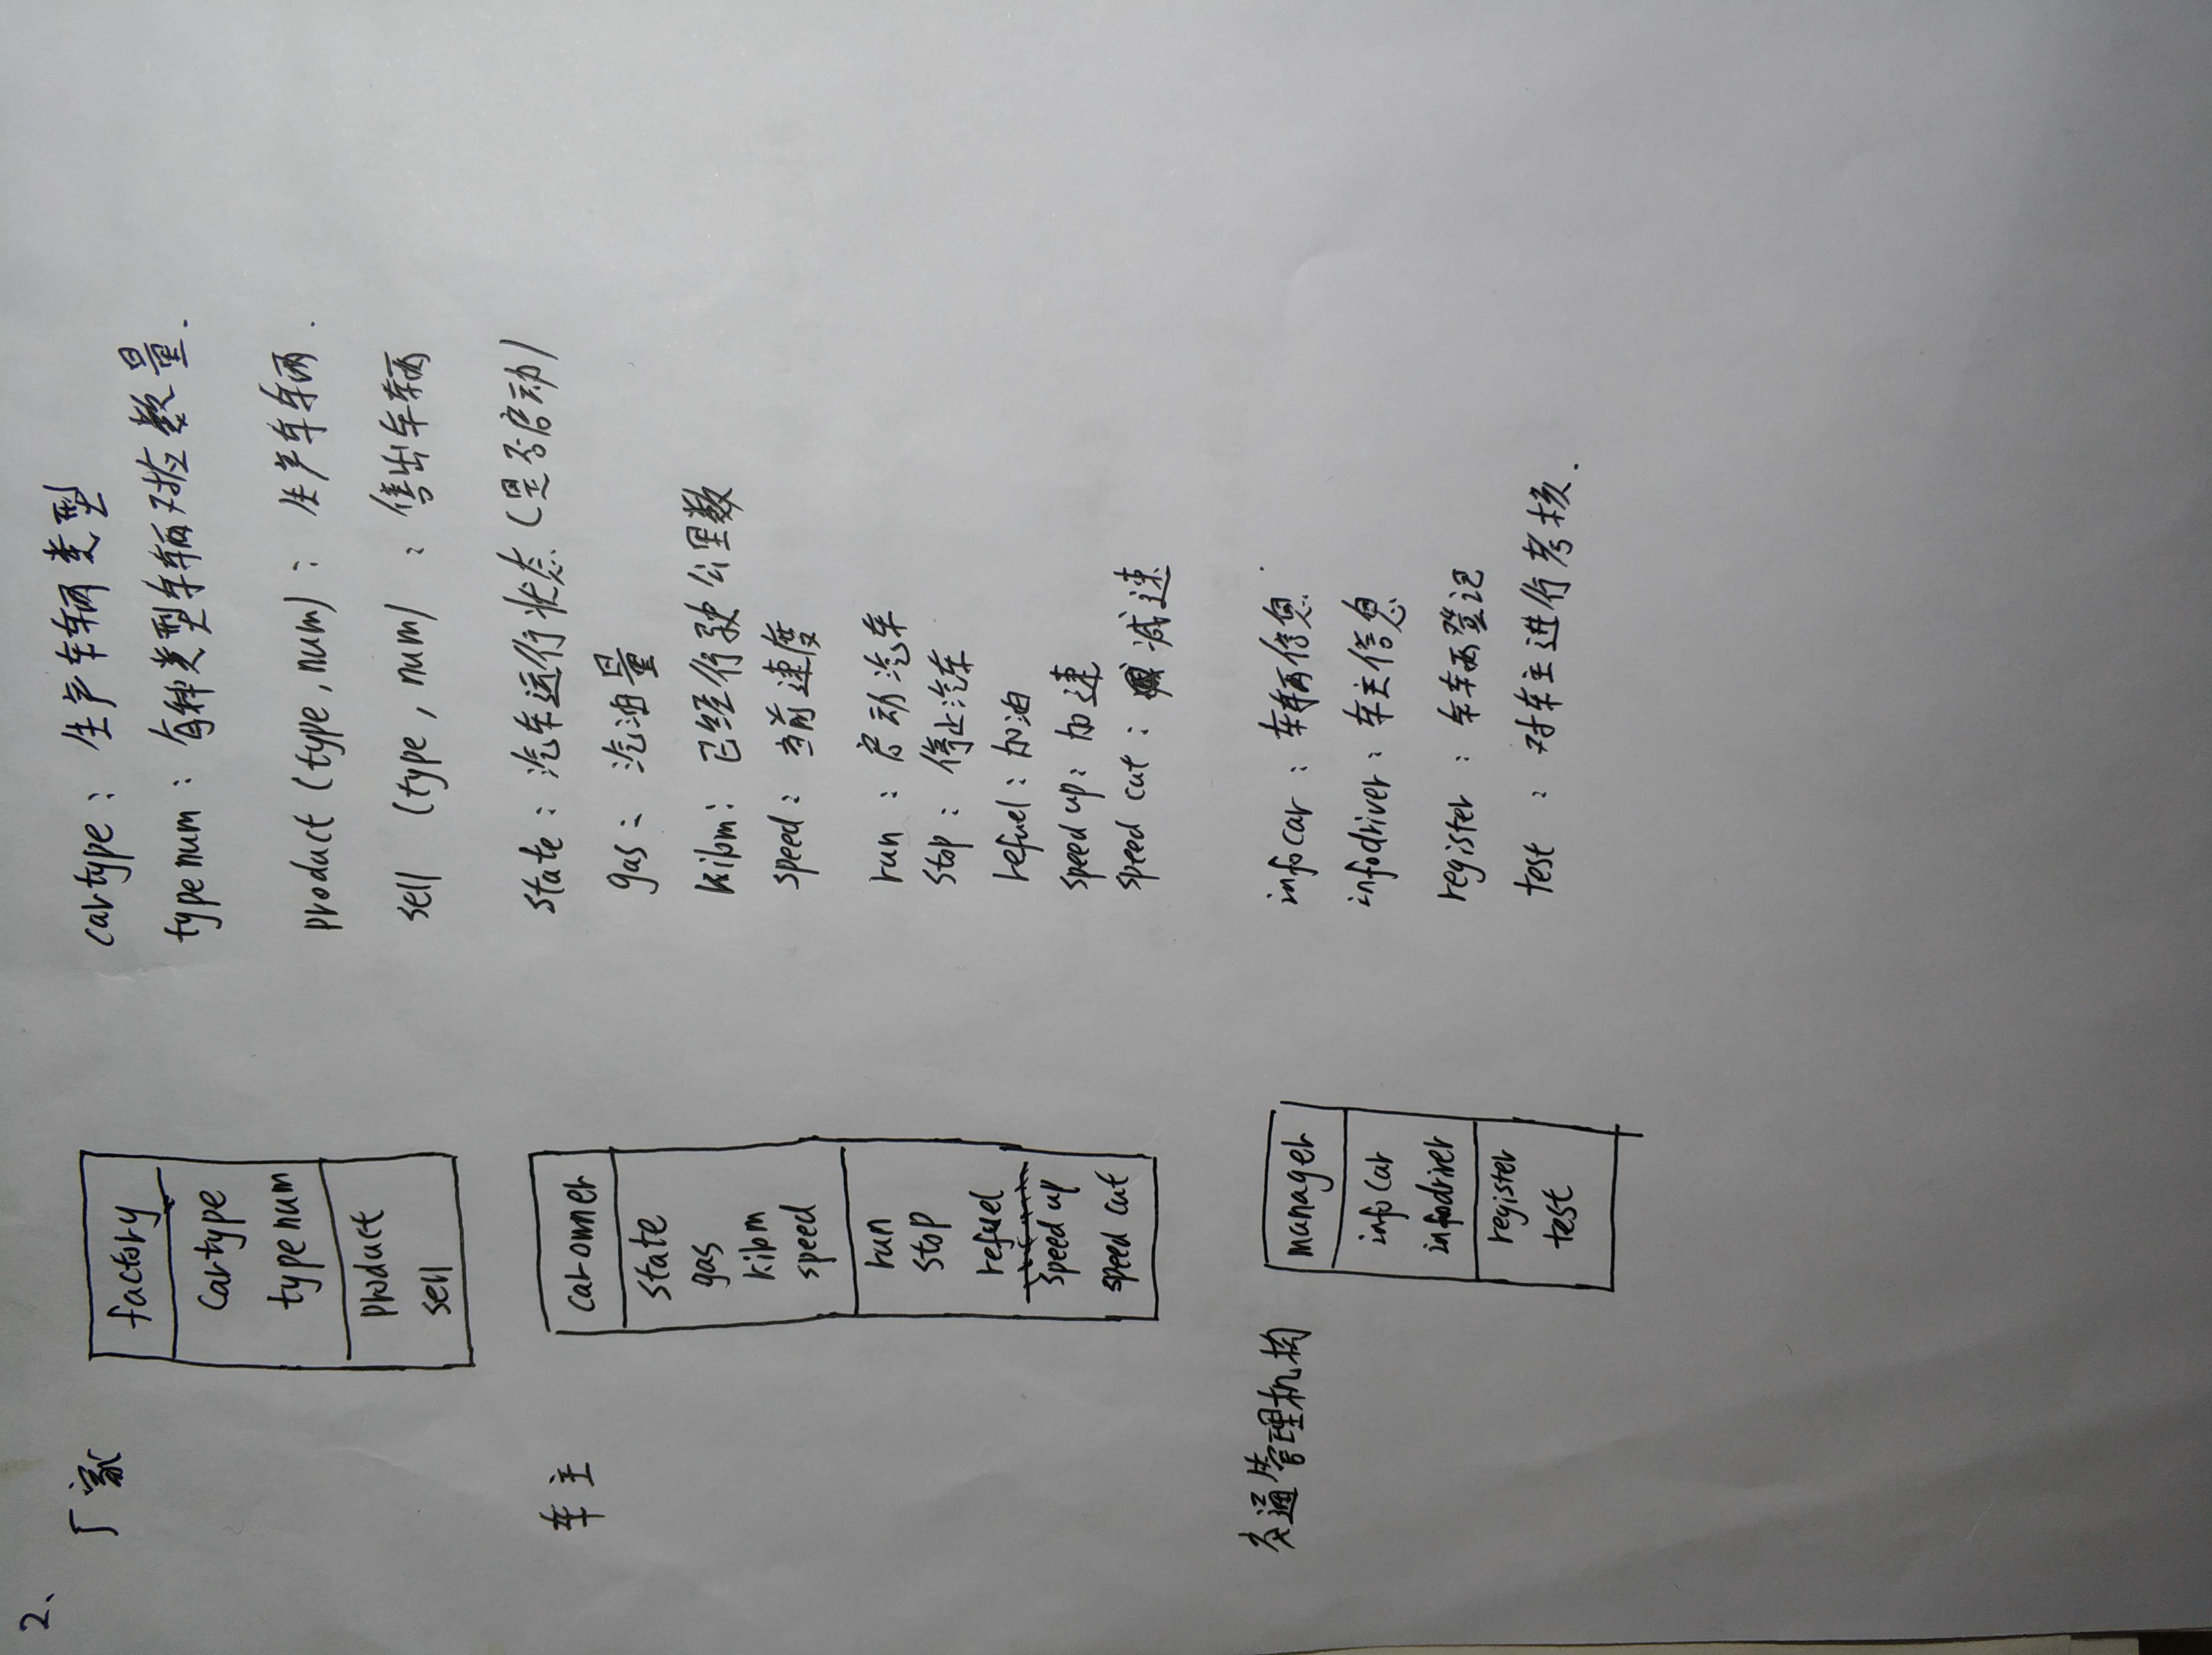 2、
厂家
factory
cartype
typenum
product
sell
cartype：生产车辆类型
typenum：每种类型车辆对应数量.
product (type, num)：生产车辆.
sell (type, num)：售出车辆
车主
car owner
state
gas
kilom
speed
run
stop
refuel
speed up
speed cut
state：汽车运行状态(是否启动)
gas：汽油量
kilom：已经行驶公里数
speed：当前速度
run：启动汽车
stop：停止汽车
refuel：加油
speed up：加速
speed cut：减速
交通管理机构
manager
infocar
infodriver
register
test
infocar：车辆信息
infodriver：车主信息
register：车辆登记
test：对车主进行考核.